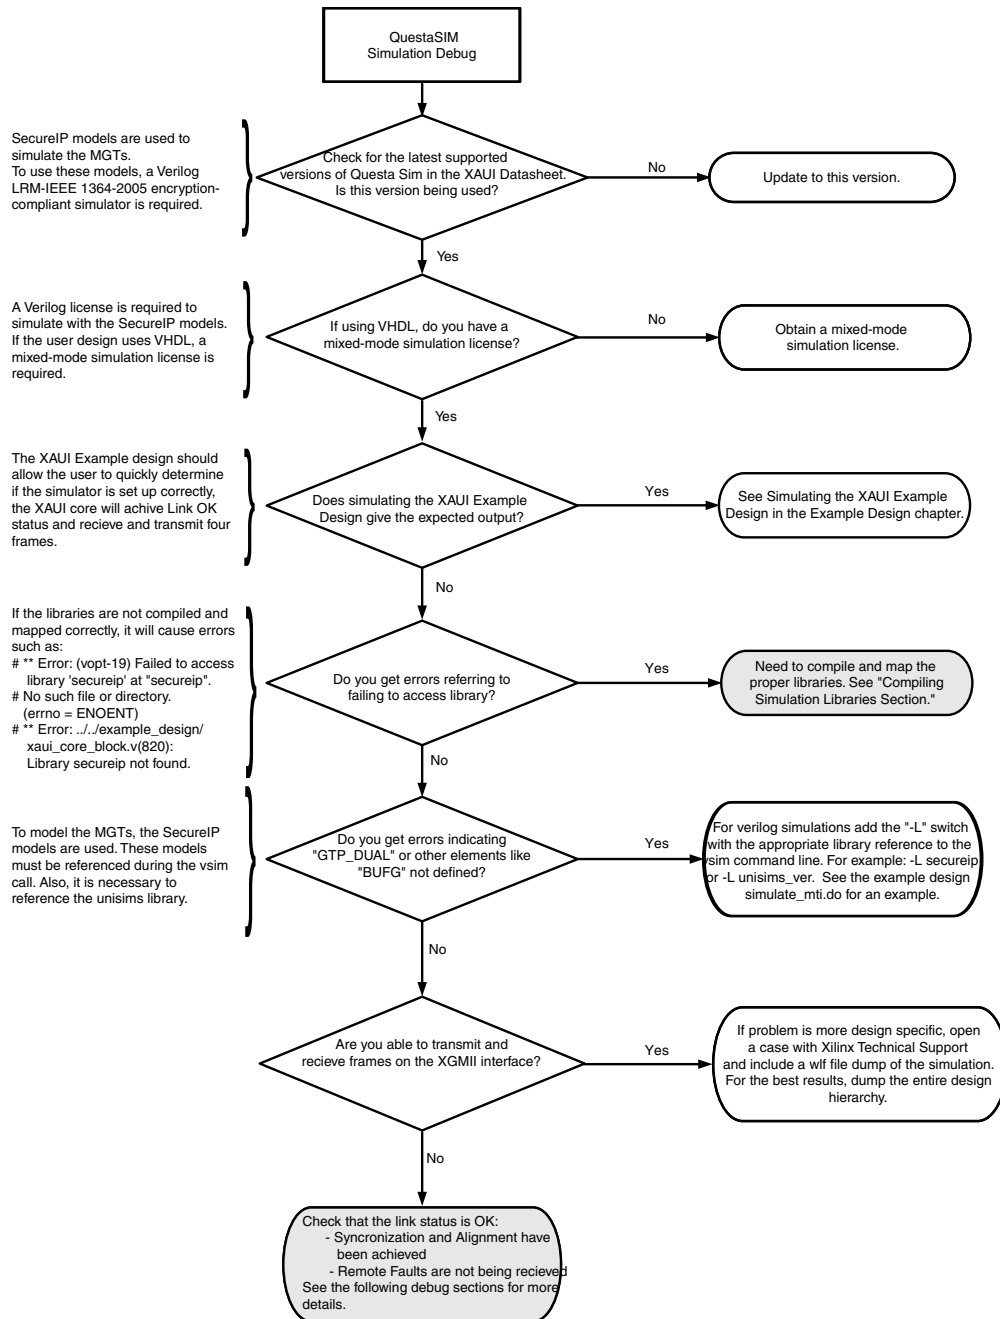 QuestaSIM
Simulation Debug
SecureIP models are used to
simulate the MGTs.
To use these models, a Verilog
LRM-IEEE 1364-2005 encryption-
compliant simulator is required.
Check for the latest supported
versions of Questa Sim in the XAUI Datasheet.
Is this version being used?
No
Update to this version.
Yes
A Verilog license is required to
simulate with the SecureIP models.
If the user design uses VHDL, a
mixed-mode simulation license is
required.
If using VHDL, do you have a
mixed-mode simulation license?
No
Obtain a mixed-mode
simulation license.
Yes
The XAUI Example design should
allow the user to quickly determine
if the simulator is set up correctly,
the XAUI core will achive Link OK
status and recieve and transmit four
frames.
Does simulating the XAUI Example
Design give the expected output?
Yes
See Simulating the XAUI Example
Design in the Example Design chapter.
No
If the libraries are not compiled and
mapped correctly, it will cause errors
such as:
# ** Error: (vopt-19) Failed to access
library 'secureip' at "secureip".
# No such file or directory.
(errno = ENOENT)
# ** Error: ../../example_design/
xaui_core_block.v(820):
Library secureip not found.
Do you get errors referring to
failing to access library?
Yes
Need to compile and map the
proper libraries. See "Compiling
Simulation Libraries Section."
No
To model the MGTs, the SecureIP
models are used. These models
must be referenced during the vsim
call. Also, it is necessary to
reference the unisims library.
Do you get errors indicating
"GTP_DUAL" or other elements like
"BUFG" not defined?
Yes
For verilog simulations add the "-L" switch
with the appropriate library reference to the
vsim command line. For example: -L secureip
or -L unisims_ver. See the example design
simulate_mti.do for an example.
No
Are you able to transmit and
recieve frames on the XGMII interface?
Yes
If problem is more design specific, open
a case with Xilinx Technical Support
and include a wlf file dump of the simulation.
For the best results, dump the entire design
hierarchy.
No
Check that the link status is OK:
- Syncronization and Alignment have
been achieved
- Remote Faults are not being recieved
See the following debug sections for more
details.